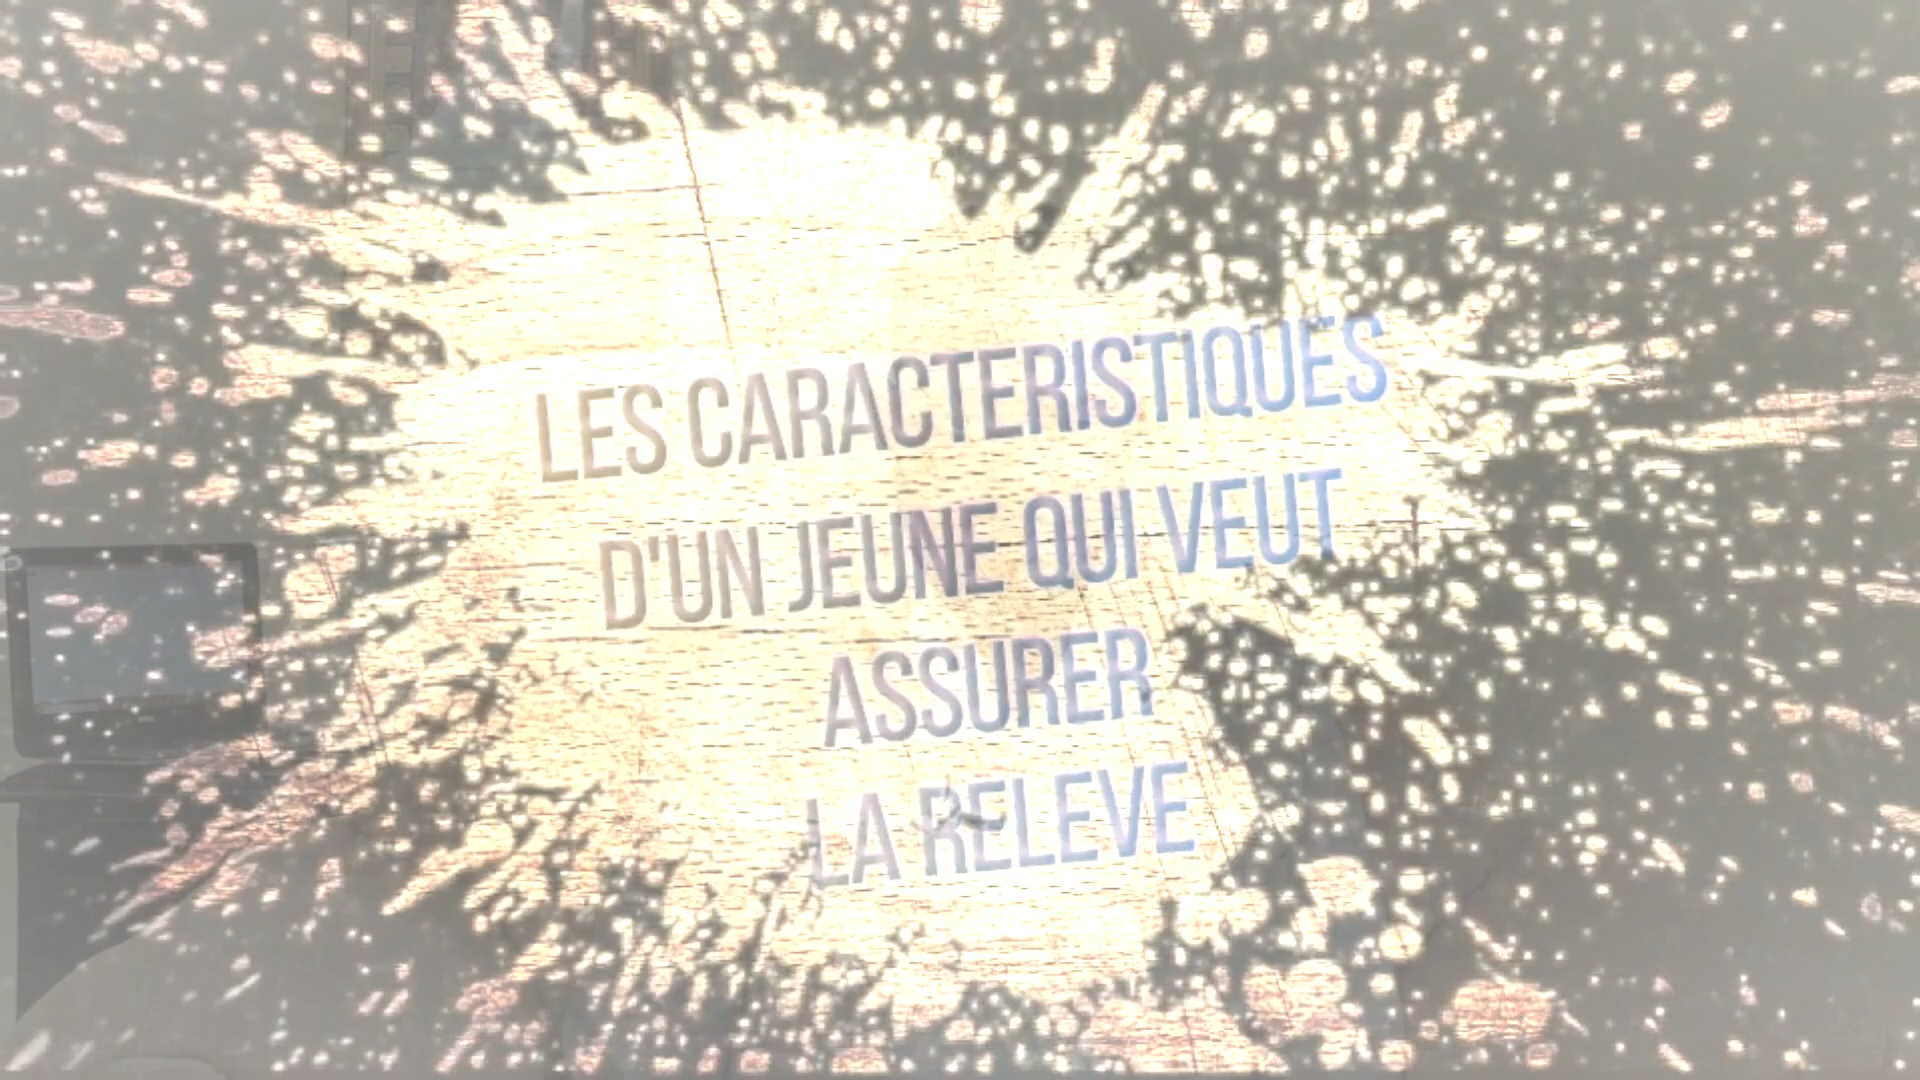 LES CARACTERISTIQUES
D'UN JEUNE QUI VEUT
ASSURER
LA RELEVE